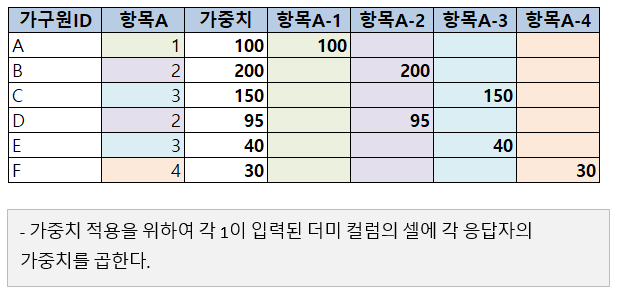 가구원ID 항목A 가중치 항목A-1 항목A-2 항목A-3 항목A-4
A 1 100 100
B 2 200 200
C 3 150 150
D 2 95 95
E 3 40 40
F 4 30 30
- 가중치 적용을 위하여 각 1이 입력된 더미 컬럼의 셀에 각 응답자의
가중치를 곱한다.